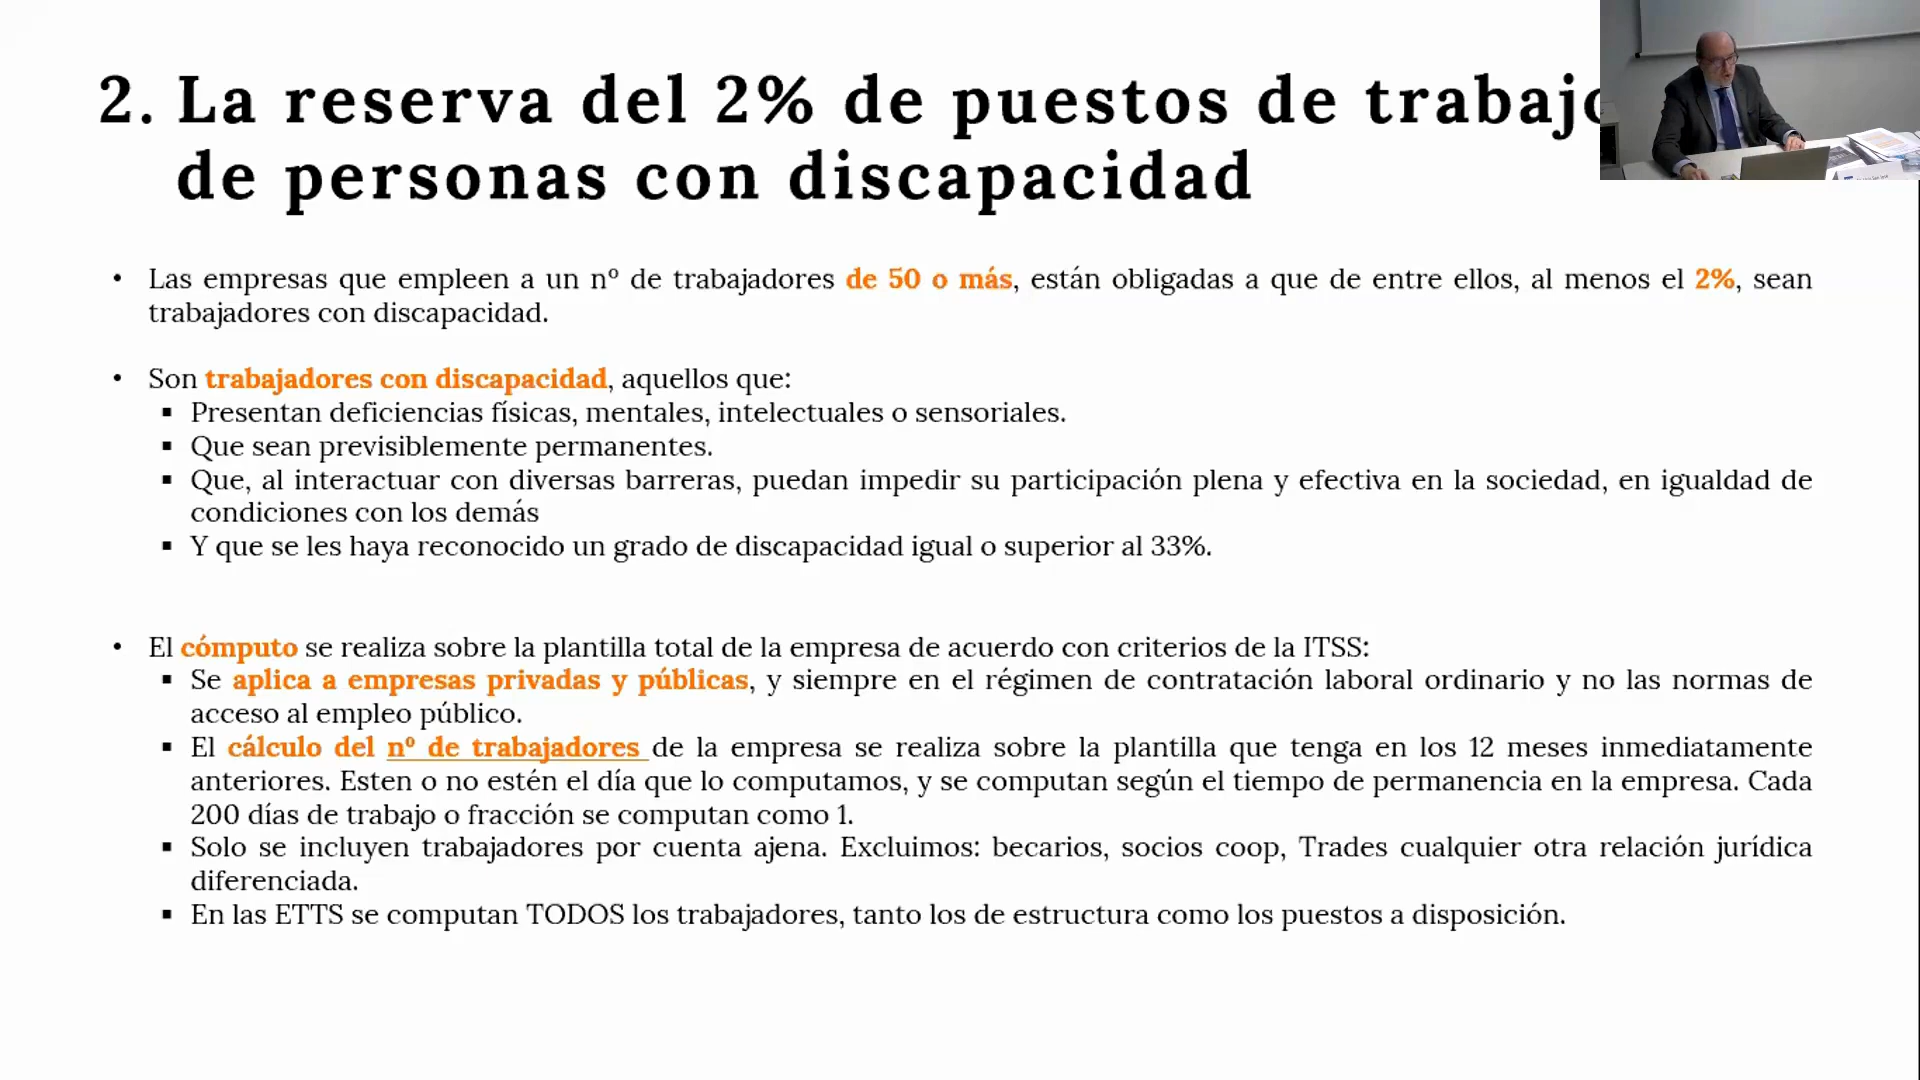 2. La reserva del 2% de puestos de trabajo
de personas con discapacidad
• Las empresas que empleen a un nº de trabajadores de 50 o más, están obligadas a que de entre ellos, al menos el 2%, sean
trabajadores con discapacidad.
• Son trabajadores con discapacidad, aquellos que:
▪ Presentan deficiencias físicas, mentales, intelectuales o sensoriales.
▪ Que sean previsiblemente permanentes.
▪ Que, al interactuar con diversas barreras, puedan impedir su participación plena y efectiva en la sociedad, en igualdad de
condiciones con los demás
▪ Y que se les haya reconocido un grado de discapacidad igual o superior al 33%.
• El cómputo se realiza sobre la plantilla total de la empresa de acuerdo con criterios de la ITSS:
▪ Se aplica a empresas privadas y públicas, y siempre en el régimen de contratación laboral ordinario y no las normas de
acceso al empleo público.
▪ El cálculo del nº de trabajadores de la empresa se realiza sobre la plantilla que tenga en los 12 meses inmediatamente
anteriores. Esten o no estén el día que lo computamos, y se computan según el tiempo de permanencia en la empresa. Cada
200 días de trabajo o fracción se computan como 1.
▪ Solo se incluyen trabajadores por cuenta ajena. Excluimos: becarios, socios coop, Trades cualquier otra relación jurídica
diferenciada.
▪ En las ETTS se computan TODOS los trabajadores, tanto los de estructura como los puestos a disposición.